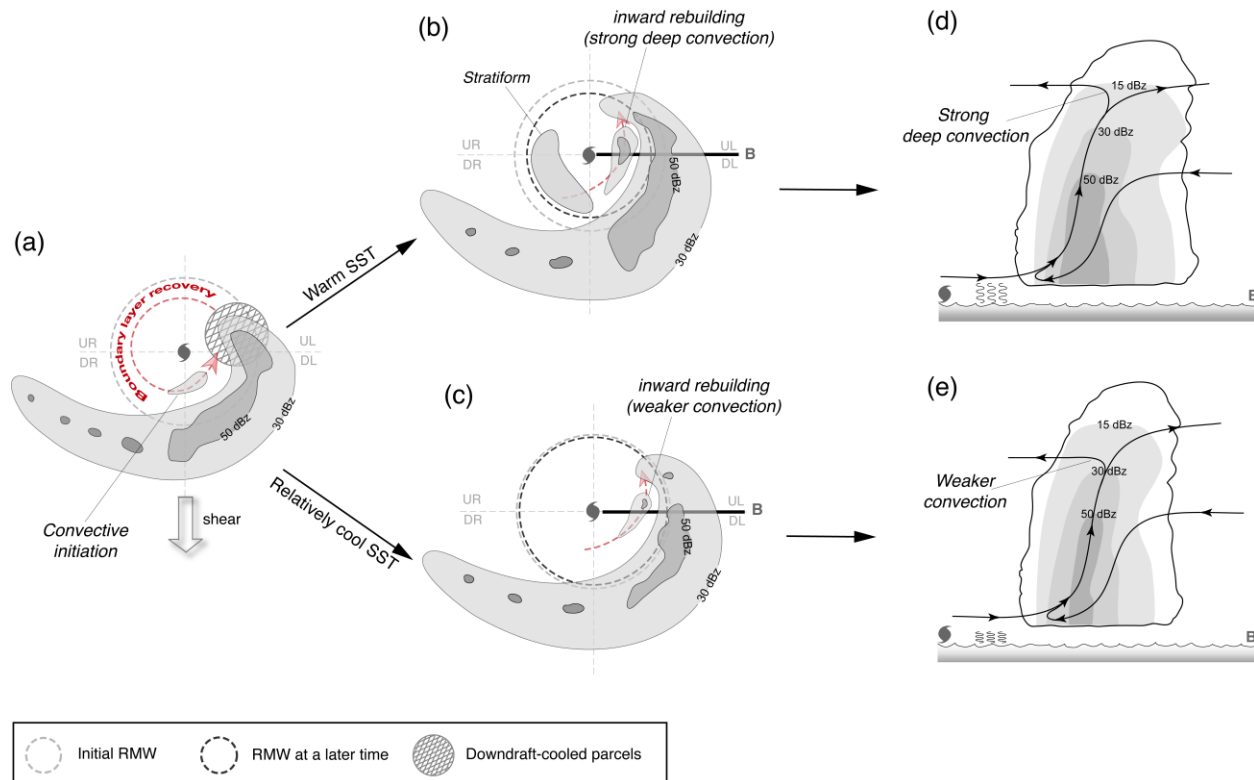 (a)
Boundary layer recovery
UR
DR
UL
DL
50 dBz
30 dBz
Convective
initiation
shear
Warm SST
Relatively cool SST
(b)
inward rebuilding
(strong deep convection)
Stratiform
UR
DR
UL
DL
B
50 dBz
30 dBz
(c)
inward rebuilding
(weaker convection)
UR
DR
UL
DL
B
50 dBz
30 dBz
(d)
15 dBz
Strong
deep convection
30 dBz
50 dBz
B
(e)
15 dBz
30 dBz
Weaker
convection
50 dBz
B
Initial RMW
RMW at a later time
Downdraft-cooled parcels